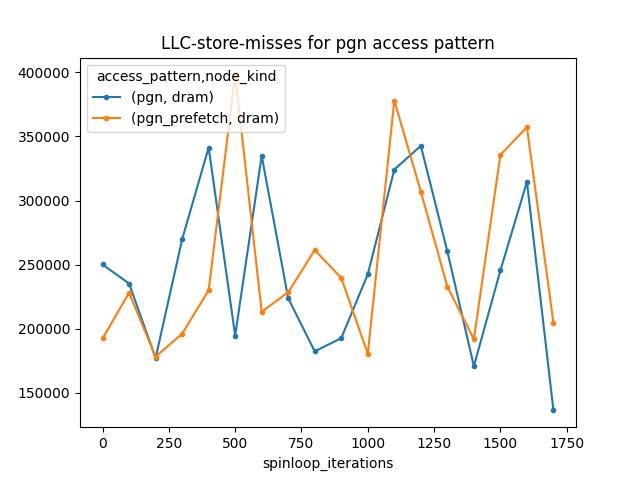 LLC-store-misses for pgn access pattern
access_pattern,node_kind
(pgn, dram)
(pgn_prefetch, dram)
400000
350000
300000
250000
200000
150000
0 250 500 750 1000 1250 1500 1750
spinloop_iterations